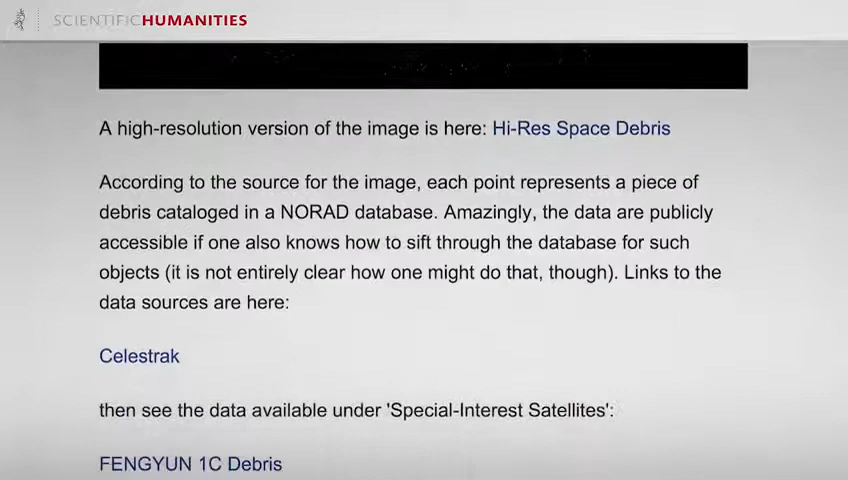 SCIENTIFICHUMANITIES
A high-resolution version of the image is here: Hi-Res Space Debris
According to the source for the image, each point represents a piece of
debris cataloged in a NORAD database. Amazingly, the data are publicly
accessible if one also knows how to sift through the database for such
objects (it is not entirely clear how one might do that, though). Links to the
data sources are here:
Celestrak
then see the data available under 'Special-Interest Satellites':
FENGYUN 1C Debris